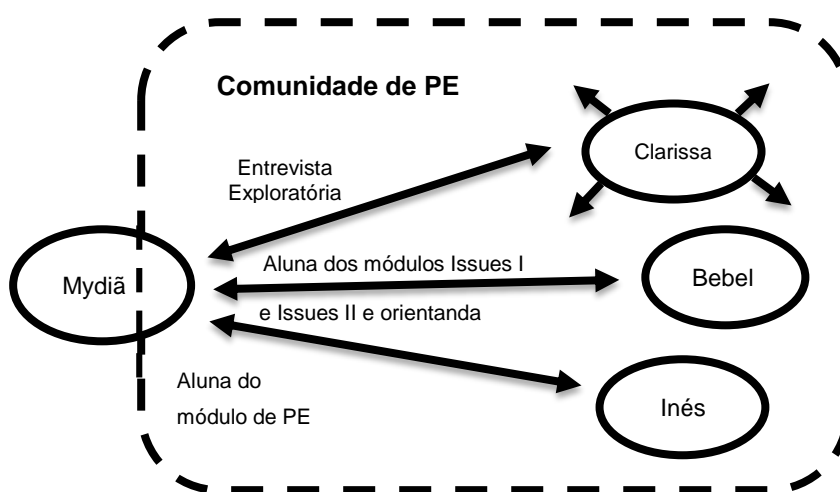 Comunidade de PE
Clarissa
Entrevista
Exploratória
Mydiã
Aluna dos módulos Issues I
e Issues II e orientanda
Bebel
Aluna do
módulo de PE
Inés